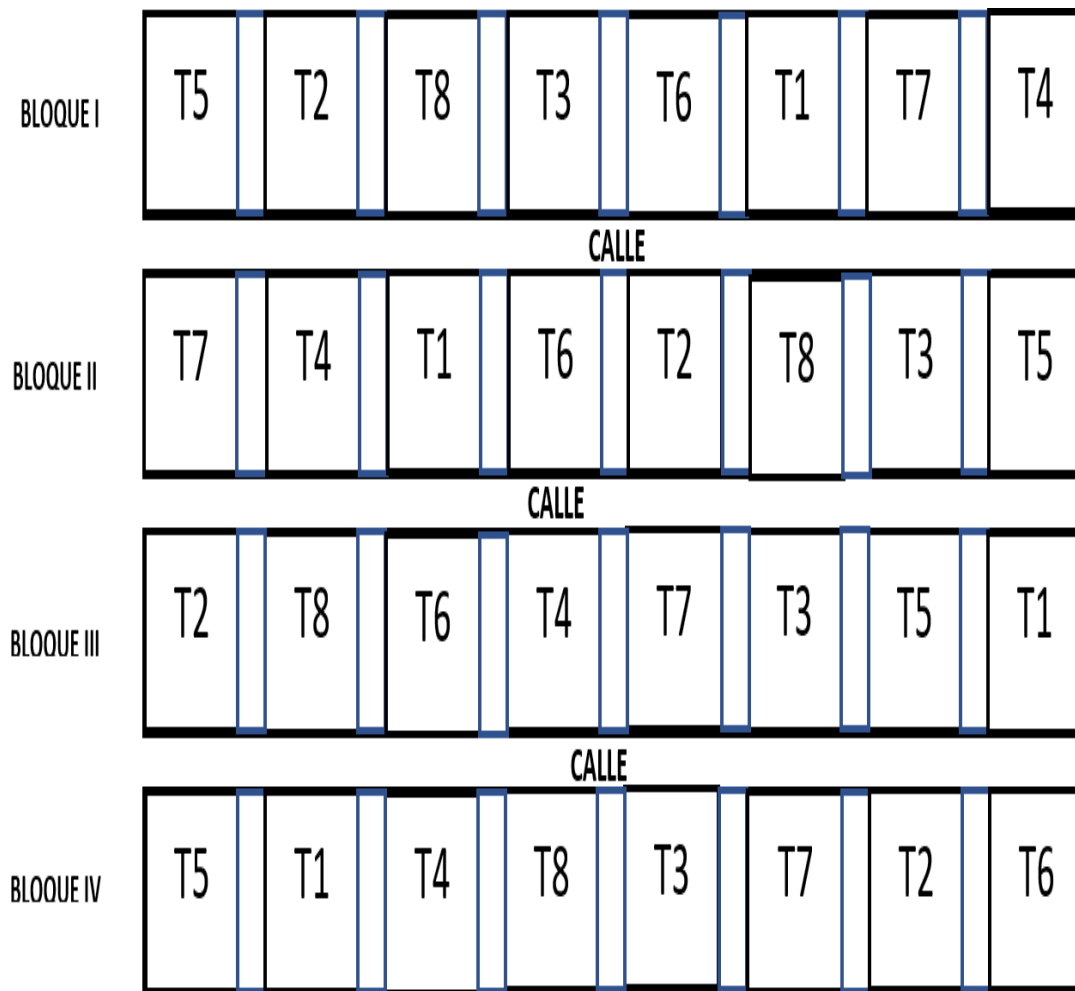 BLOQUE I T5 T2 T8 T3 T6 T1 T7 T4
CALLE
BLOQUE II T7 T4 T1 T6 T2 T8 T3 T5
CALLE
BLOQUE III T2 T8 T6 T4 T7 T3 T5 T1
CALLE
BLOQUE IV T5 T1 T4 T8 T3 T7 T2 T6